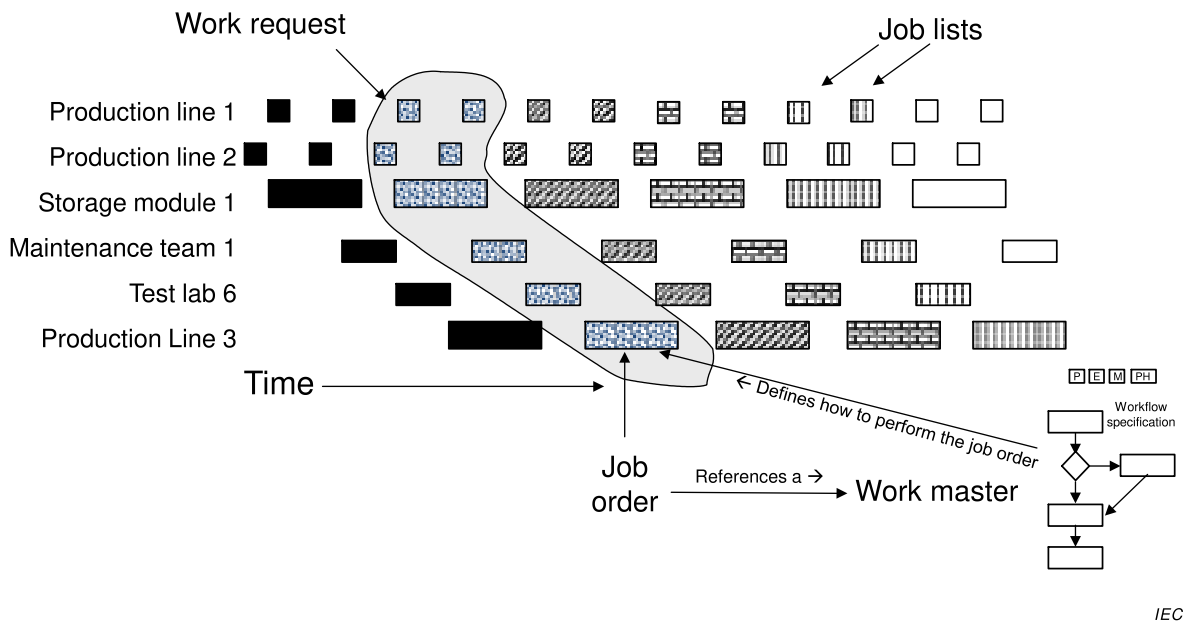 Work request
Job lists
Production line 1
Production line 2
Storage module 1
Maintenance team 1
Test lab 6
Production Line 3
Time
← Defines how to perform the job order
P E M PH
Workflow
specification
Job
order
References a →
Work master
IEC